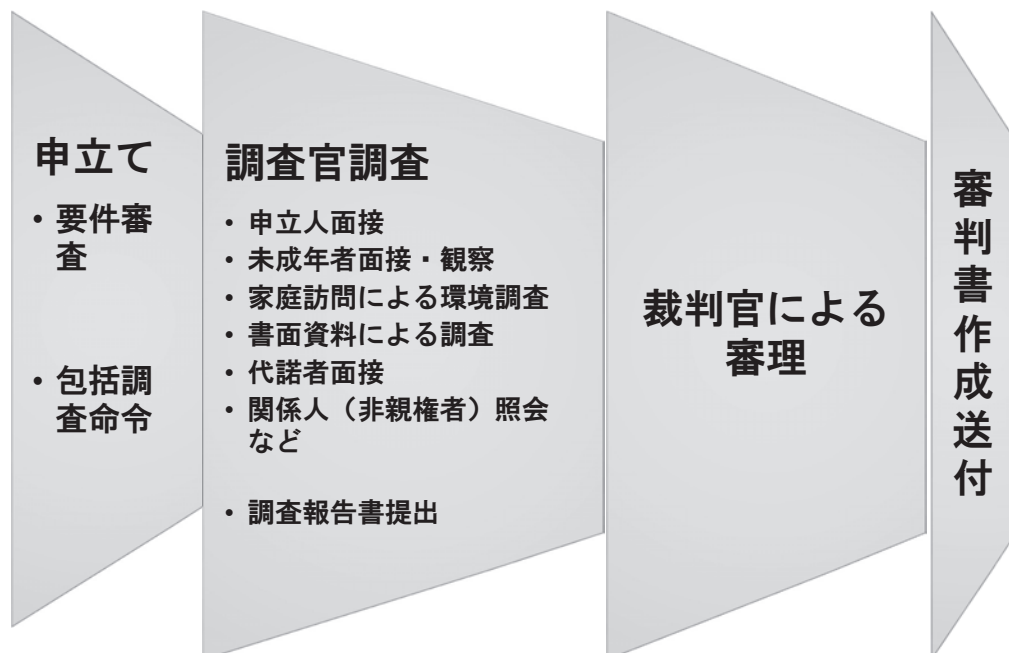 申立て
・要件審
査
・包括調
査命令
調査官調査
・申立人面接
・未成年者面接・観察
・家庭訪問による環境調査
・書面資料による調査
・代諾者面接
・関係人（非親権者）照会
など
・調査報告書提出
裁判官による
審理
審判書作成送付